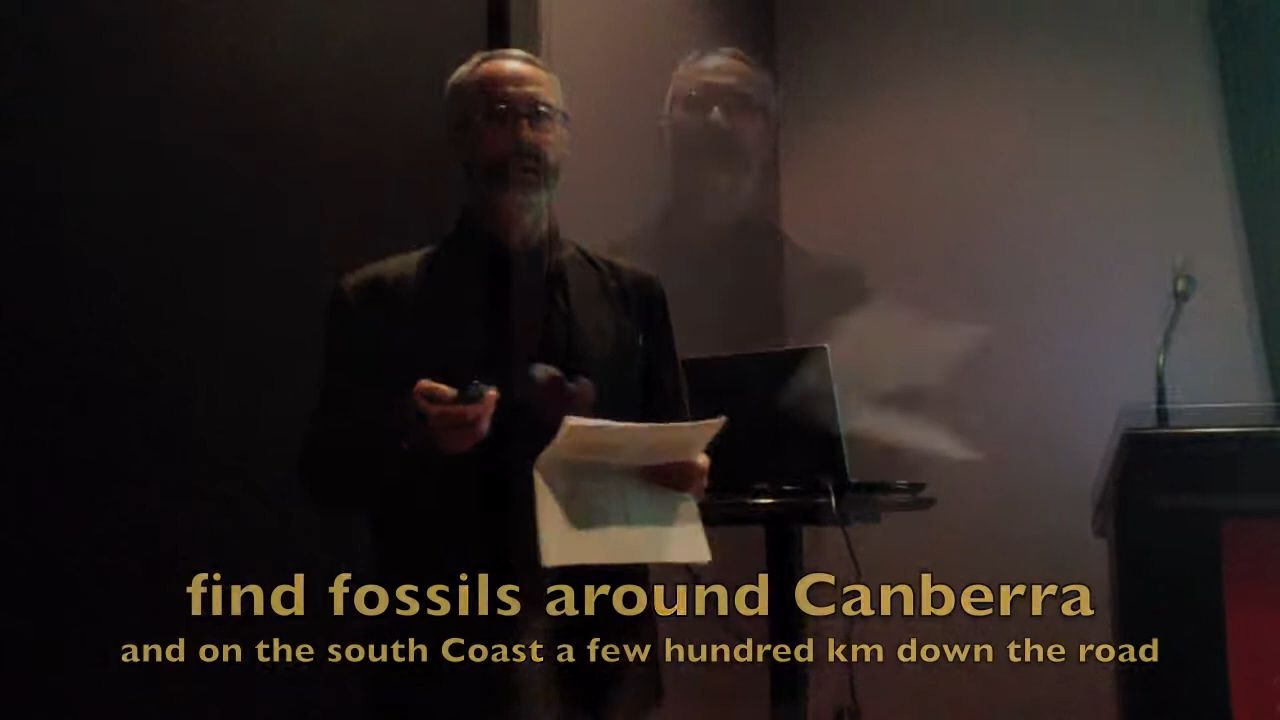 find fossils around Canberra
and on the south Coast a few hundred km down the road